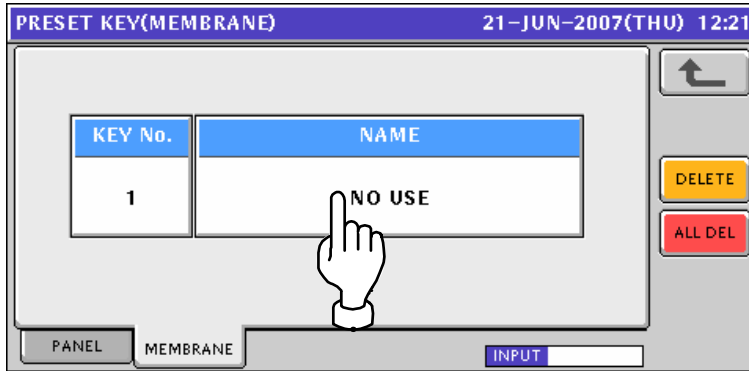 PRESET KEY(MEMBRANE) 21-JUN-2007(THU) 12:21
KEY No. NAME
1 NO USE
DELETE
ALL DEL
PANEL MEMBRANE INPUT